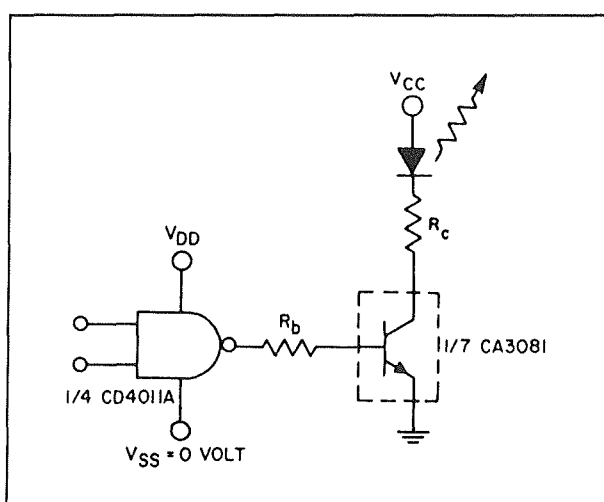 VCC
Rc
VDD
Rb
1/7 CA3081
1/4 CD4011A
VSS = 0 VOLT